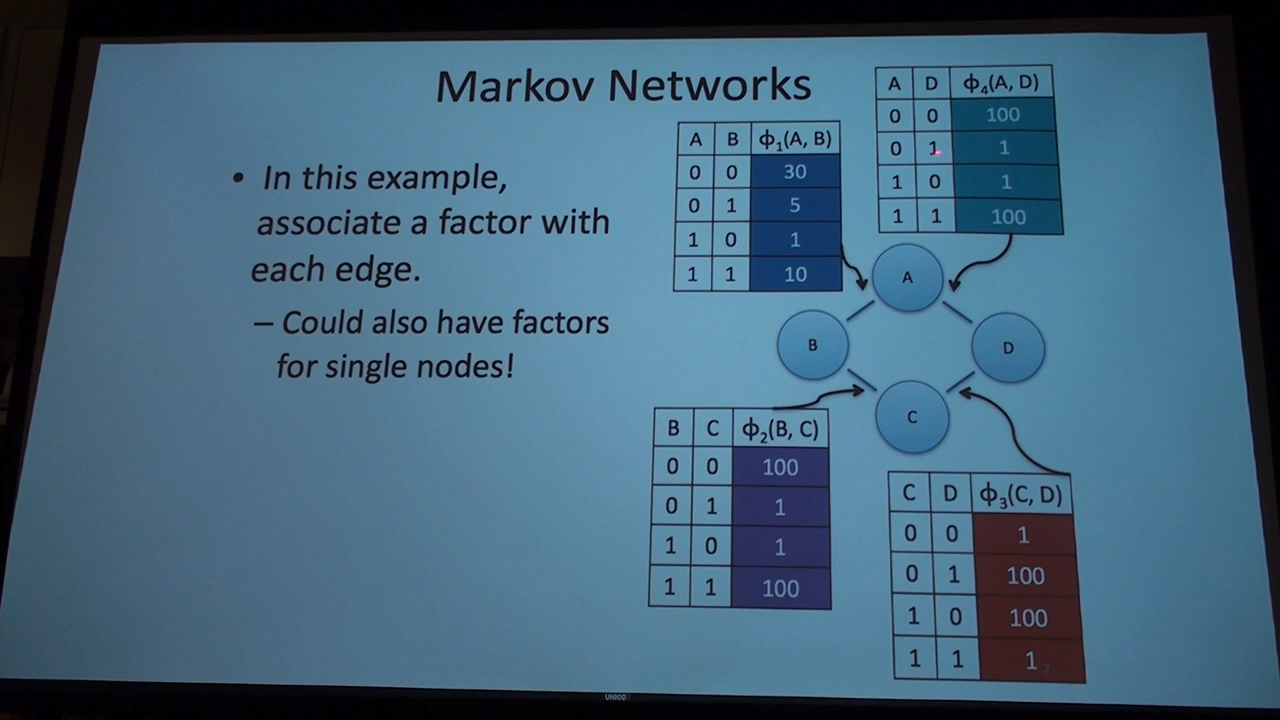 Markov Networks
• In this example,
associate a factor with
each edge.
– Could also have factors
for single nodes!
A B ϕ₁(A, B)
0 0 30
0 1 5
1 0 1
1 1 10
A D ϕ₄(A, D)
0 0 100
0 1 1
1 0 1
1 1 100
A
B
D
C
B C ϕ₂(B, C)
0 0 100
0 1 1
1 0 1
1 1 100
C D ϕ₃(C, D)
0 0 1
0 1 100
1 0 100
1 1 1
7
UNICO